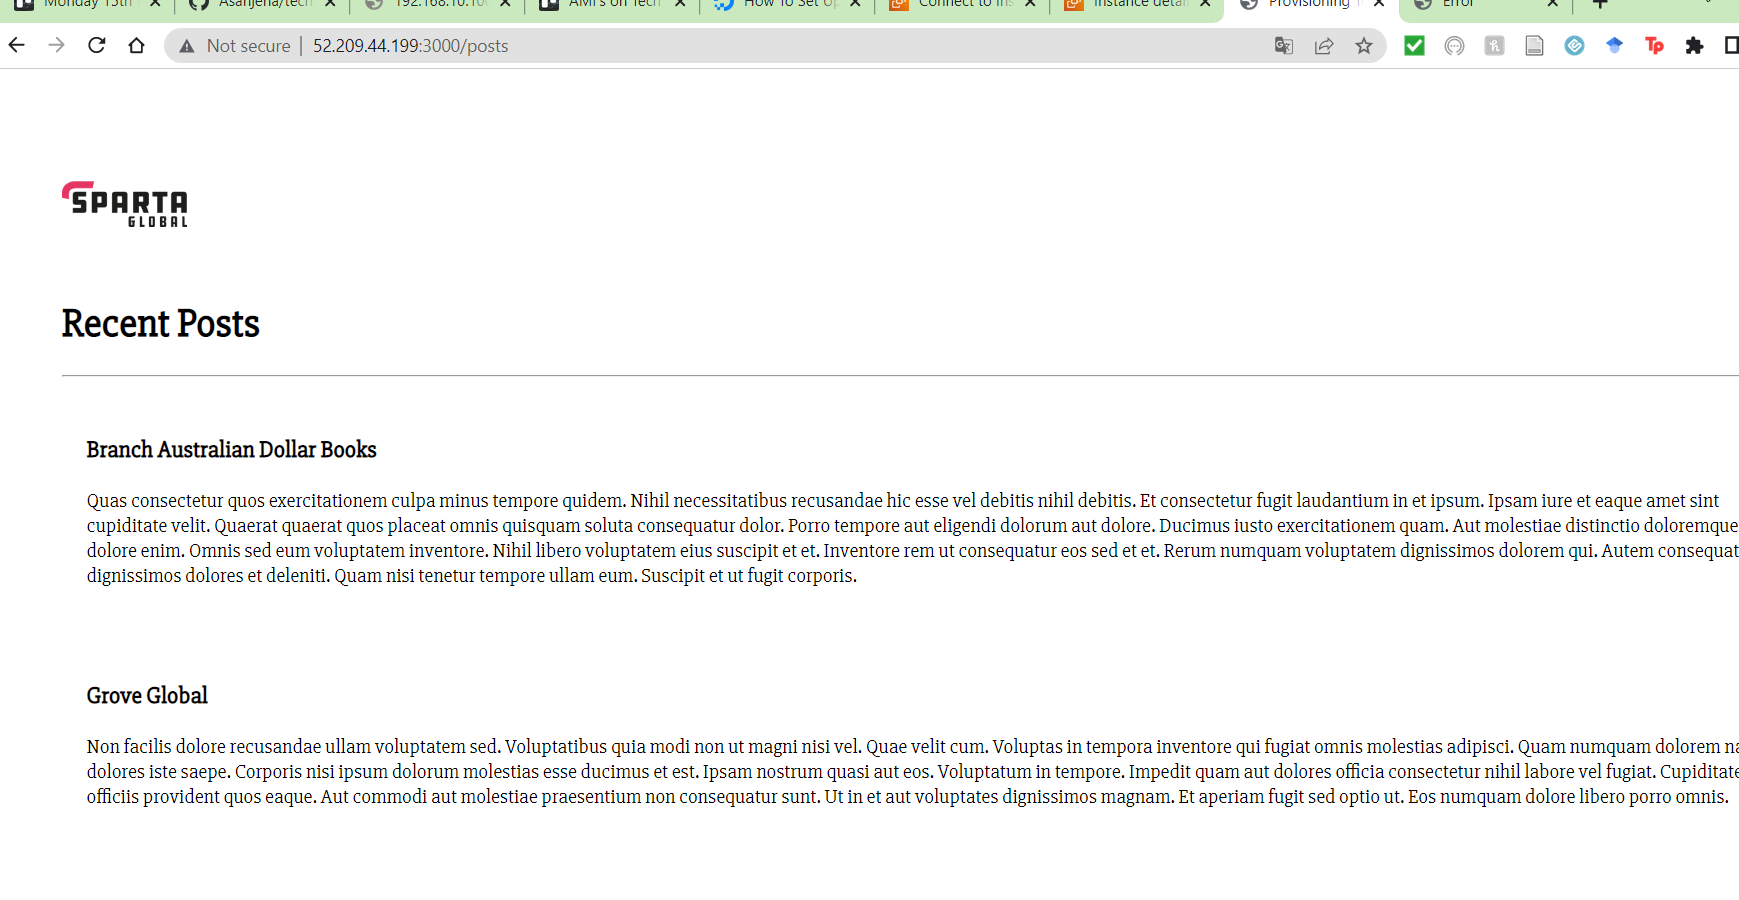 Monday 13th Asanjena/tech 192.168.10.100 AMI's on Tech How To Set Up Connect to ins Instance detail Provisioning Error
Not secure 52.209.44.199:3000/posts
SPARTA
GLOBAL
Recent Posts
Branch Australian Dollar Books
Quas consectetur quos exercitationem culpa minus tempore quidem. Nihil necessitatibus recusandae hic esse vel debitis nihil debitis. Et consectetur fugit laudantium in et ipsum. Ipsam iure et eaque amet sint
cupiditate velit. Quaerat quaerat quos placeat omnis quisquam soluta consequatur dolor. Porro tempore aut eligendi dolorum aut dolore. Ducimus iusto exercitationem quam. Aut molestiae distinctio doloremque
dolore enim. Omnis sed eum voluptatem inventore. Nihil libero voluptatem eius suscipit et et. Inventore rem ut consequatur eos sed et et. Rerum numquam voluptatem dignissimos dolorem qui. Autem consequat
dignissimos dolores et deleniti. Quam nisi tenetur tempore ullam eum. Suscipit et ut fugit corporis.
Grove Global
Non facilis dolore recusandae ullam voluptatem sed. Voluptatibus quia modi non ut magni nisi vel. Quae velit cum. Voluptas in tempora inventore qui fugiat omnis molestias adipisci. Quam numquam dolorem na
dolores iste saepe. Corporis nisi ipsum dolorum molestias esse ducimus et est. Ipsam nostrum quasi aut eos. Voluptatum in tempore. Impedit quam aut dolores officia consectetur nihil labore vel fugiat. Cupiditate
officiis provident quos eaque. Aut commodi aut molestiae praesentium non consequatur sunt. Ut in et aut voluptates dignissimos magnam. Et aperiam fugit sed optio ut. Eos numquam dolore libero porro omnis.